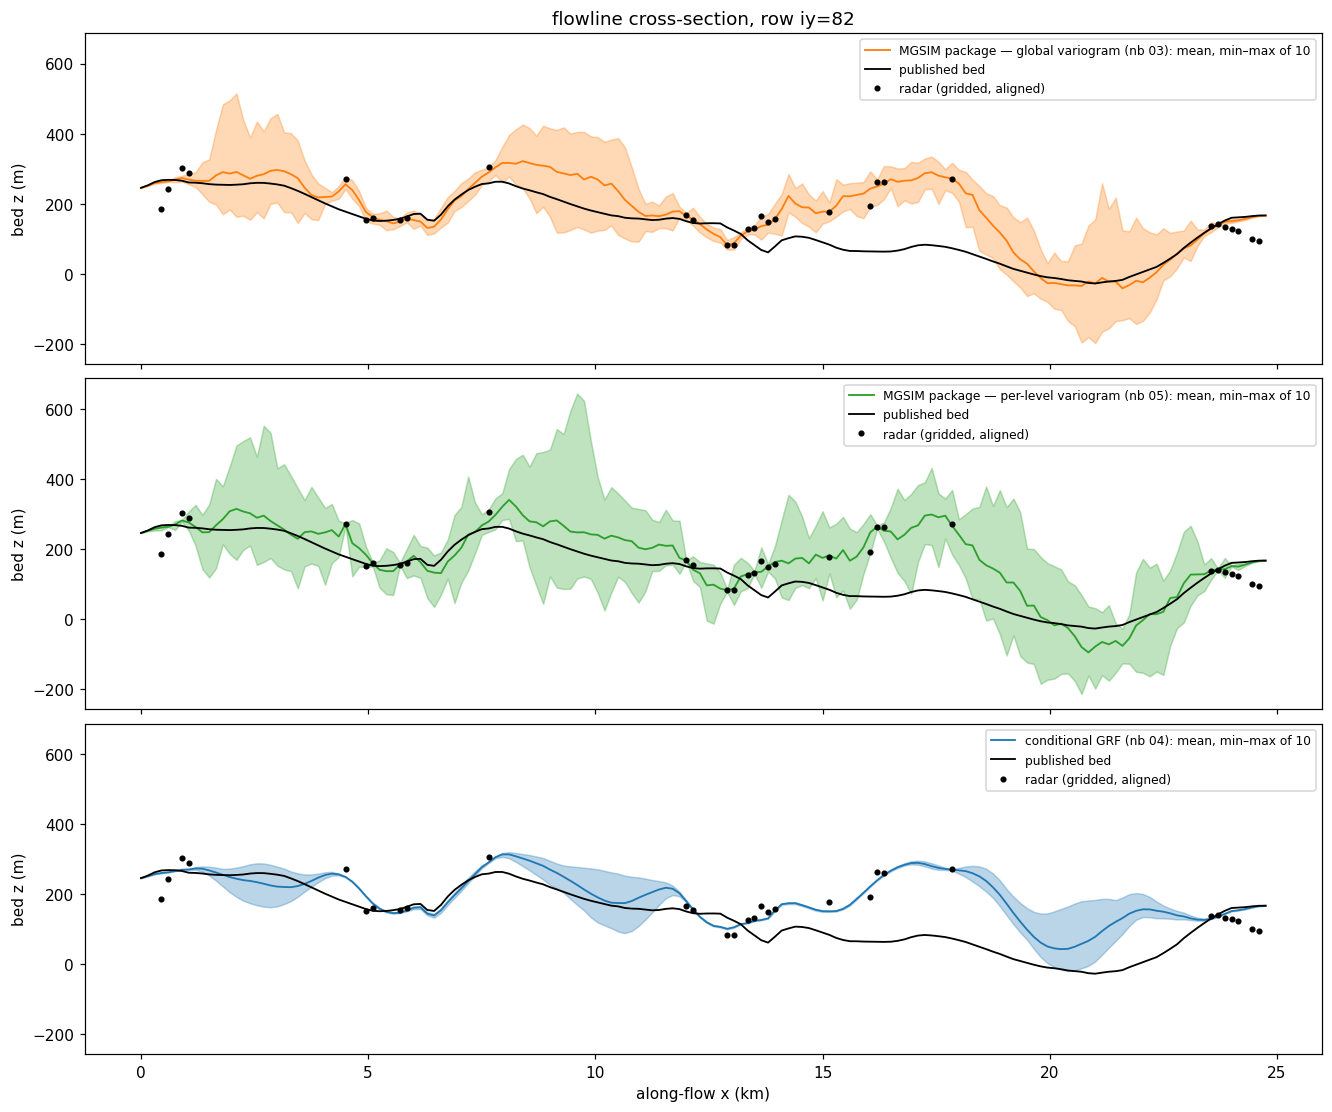 flowline cross-section, row iy=82
MGSIM package — global variogram (nb 03): mean, min–max of 10
published bed
radar (gridded, aligned)
bed z (m)
600
400
200
0
−200
MGSIM package — per-level variogram (nb 05): mean, min–max of 10
published bed
radar (gridded, aligned)
bed z (m)
600
400
200
0
−200
conditional GRF (nb 04): mean, min–max of 10
published bed
radar (gridded, aligned)
bed z (m)
600
400
200
0
−200
0 5 10 15 20 25
along-flow x (km)